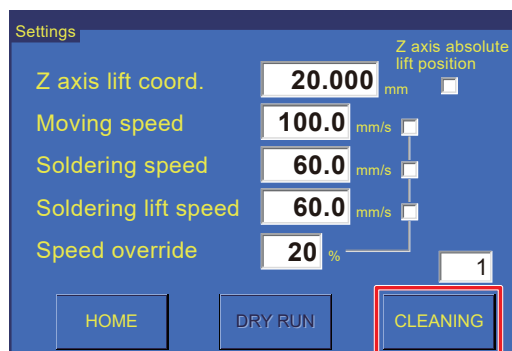 Settings
Z axis absolute
lift position
Z axis lift coord. 20.000 mm
Moving speed 100.0 mm/s
Soldering speed 60.0 mm/s
Soldering lift speed 60.0 mm/s
Speed override 20 %
1
HOME DRY RUN CLEANING